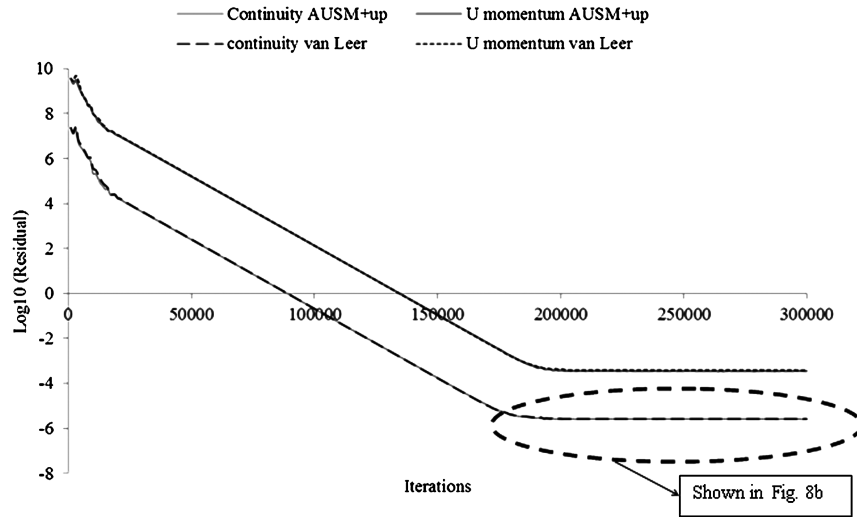 Continuity AUSM+up
U momentum AUSM+up
continuity van Leer
U momentum van Leer
10
8
6
4
2
0
-2
-4
-6
-8
Log10 (Residual)
0
50000
100000
150000
200000
250000
300000
Iterations
Shown in Fig. 8b